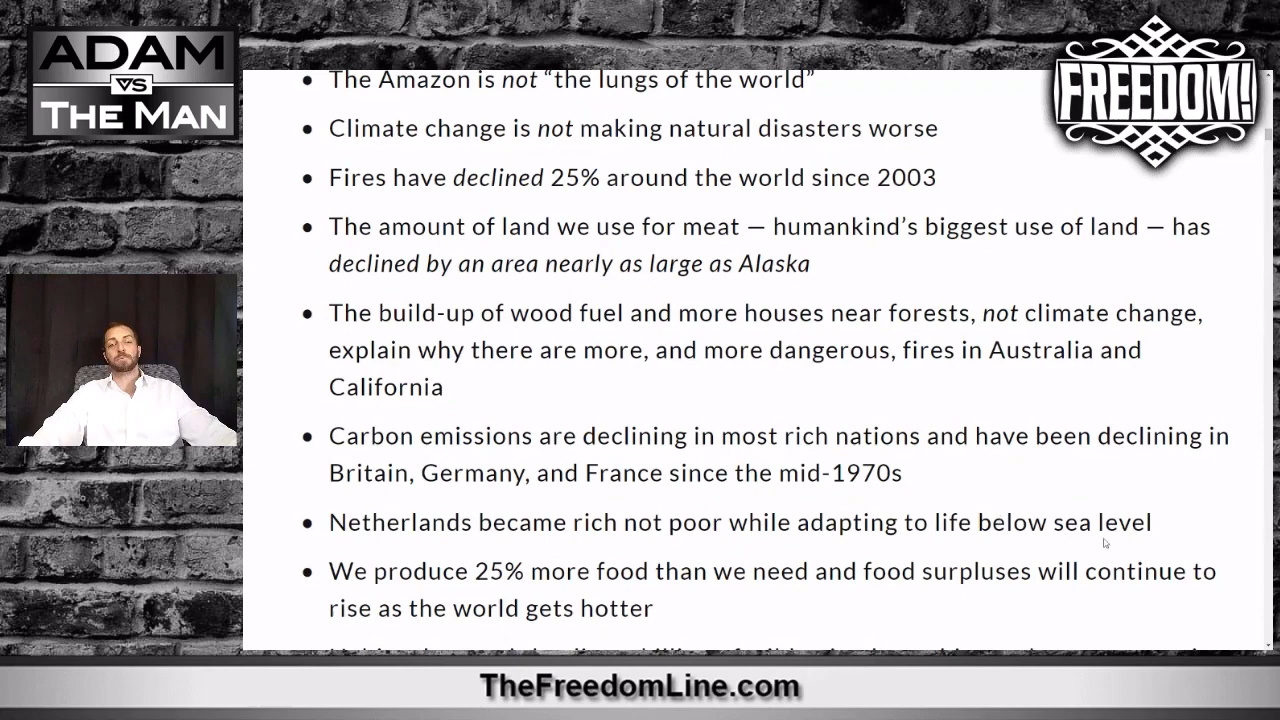 ADAM
VS
THE MAN
FREEDOM!
• The Amazon is not “the lungs of the world”
• Climate change is not making natural disasters worse
• Fires have declined 25% around the world since 2003
• The amount of land we use for meat — humankind’s biggest use of land — has
declined by an area nearly as large as Alaska
• The build-up of wood fuel and more houses near forests, not climate change,
explain why there are more, and more dangerous, fires in Australia and
California
• Carbon emissions are declining in most rich nations and have been declining in
Britain, Germany, and France since the mid-1970s
• Netherlands became rich not poor while adapting to life below sea level
• We produce 25% more food than we need and food surpluses will continue to
rise as the world gets hotter
TheFreedomLine.com